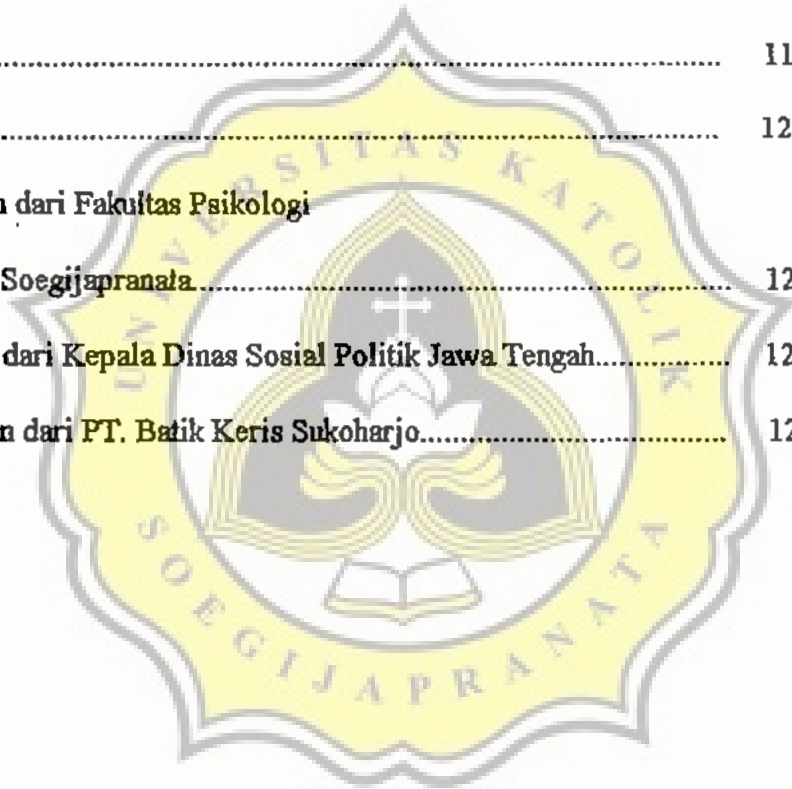 ........................................ 11
........................................ 12
dari Fakultas Psikologi
Soegijapranata........................................ 12
dari Kepala Dinas Sosial Politik Jawa Tengah............... 12
n dari PT. Batik Keris Sukoharjo................................... 12
UNIVERSITAS KATOLIK
SOEGIJAPRANATA